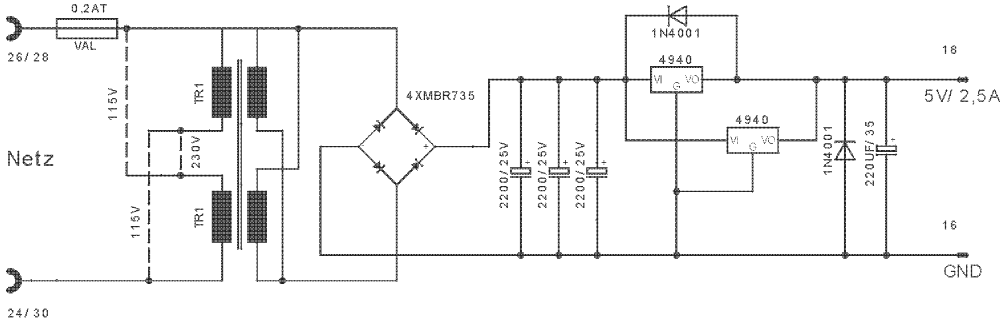 0.2AT
VAL
26/28
115V
TR1
230V
Netz
115V
TR1
24/30
4XMBR735
+
2200/25V
+
2200/25V
+
2200/25V
+
1N4001
4940
VI
VO
G
4940
VI
VO
G
1N4001
220UF/35
+
18
5V/2,5A
16
GND